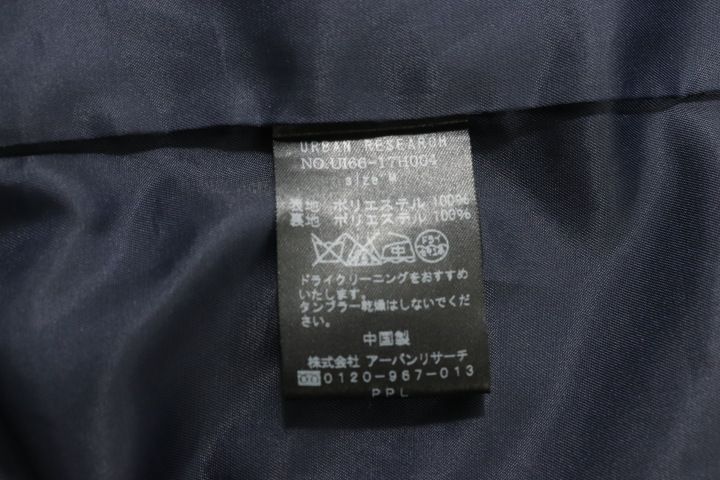 URBAN RESEARCH
NO.UI66-17H004
size M
表地 ポリエステル 100%
裏地 ポリエステル 100%
中 ドライ
ドライクリーニングをおすすめ
いたします。
タンブラー乾燥はしないでくだ
さい。
中国製
株式会社 アーバンリサーチ
0120-967-013
PPL